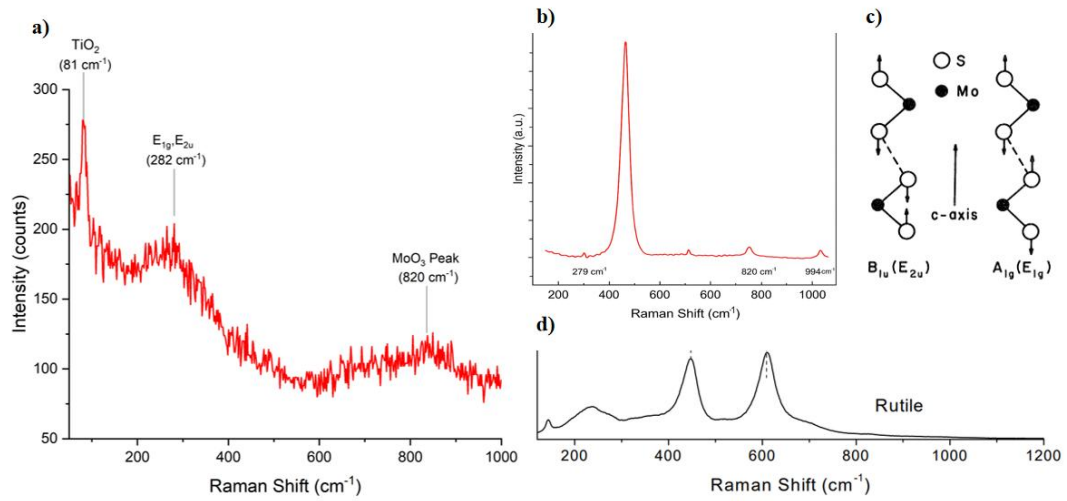 a)
TiO2
(81 cm-1)
E1g,E2u
(282 cm-1)
MoO3 Peak
(820 cm-1)
Intensity (counts)
300
250
200
150
100
50
200 400 600 800 1000
Raman Shift (cm-1)
b)
Intensity (a.u.)
279 cm-1 820 cm-1 994cm-1
200 400 600 800 1000
Raman Shift (cm-1)
c)
S
Mo
c-axis
B1u(E2u) A1g(E1g)
d)
Rutile
200 400 600 800 1000 1200
Raman Shift (cm-1)